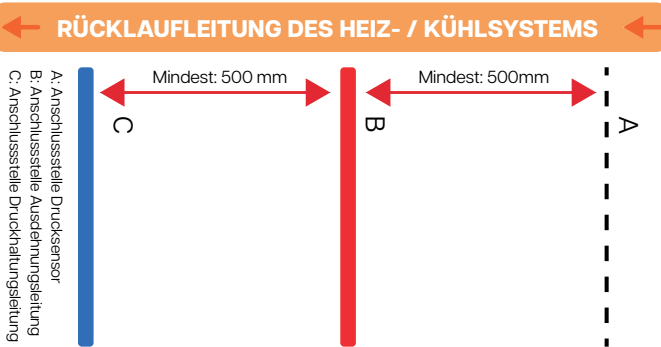 RÜCKLAUFLEITUNG DES HEIZ- / KÜHLSYSTEMS
Mindest: 500 mm
Mindest: 500mm
C
B
A
A: Anschlussstelle Drucksensor
B: Anschlussstelle Ausdehnungsleitung
C: Anschlussstelle Druckhaltungsleitung